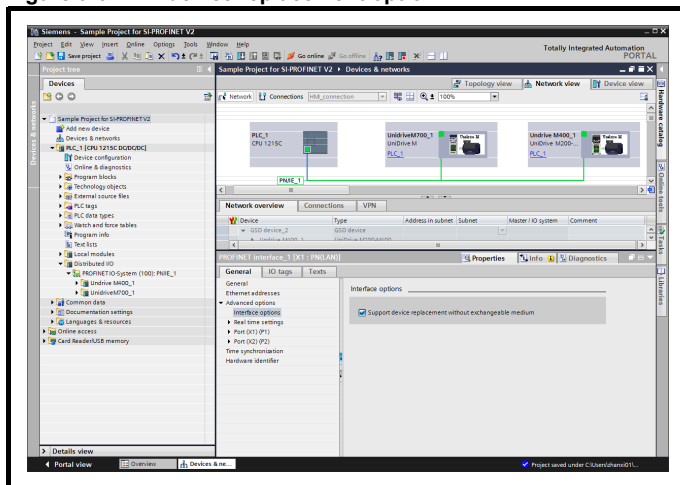 Siemens - Sample Project for SI-PROFINET V2
Project Edit View Insert Online Options Tools Window Help
Totally Integrated Automation
PORTAL
Save project
Go online
Go offline
Project tree
Sample Project for SI-PROFINET V2 ▸ Devices & networks
Devices
Topology view
Network view
Device view
Network
Connections
HMI_connection
100%
Sample Project for SI-PROFINET V2
Add new device
Devices & networks
PLC_1 [CPU 1215C DC/DC/DC]
Device configuration
Online & diagnostics
Program blocks
Technology objects
External source files
PLC tags
PLC data types
Watch and force tables
Program info
Text lists
Local modules
Distributed I/O
PROFINET IO-System (100): PN/IE_1
Undrive M400_1
UnidriveM700_1
Common data
Documentation settings
Languages & resources
Online access
Card Reader/USB memory
PLC_1
CPU 1215C
UnidriveM700_1
UniDrive M
PLC_1
Undrive M400_1
UniDrive M200-...
PLC_1
PN/IE_1
Network overview
Connections
VPN
Device
Type
Address in subnet
Subnet
Master / IO system
Comment
GSD device_2
GSD device
PROFINET interface_1 [X1 : PN(LAN)]
Properties
Info
Diagnostics
General
IO tags
Texts
General
Ethernet addresses
Advanced options
Interface options
Real time settings
Port (X1) (P1)
Port (X2) (P2)
Time synchronization
Hardware identifier
Interface options
Support device replacement without exchangeable medium
Devices & networks
Hardware catalog
Online tools
Tasks
Libraries
Details view
Portal view
Overview
Devices & ne...
Project saved under C:\Users\zhansi01\...